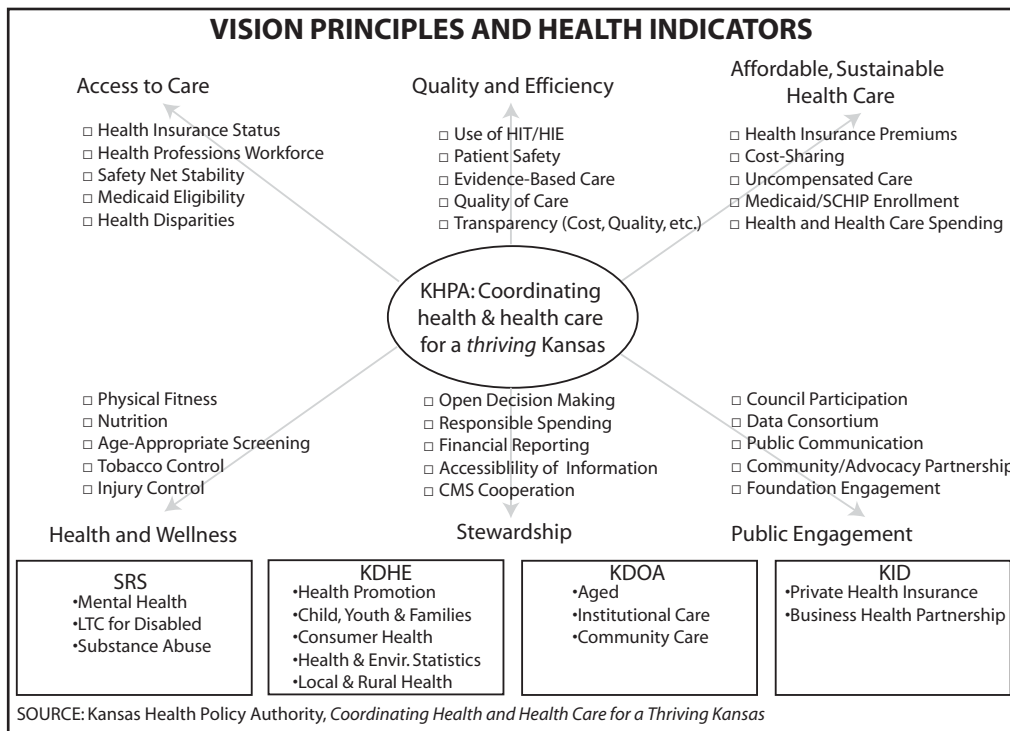 VISION PRINCIPLES AND HEALTH INDICATORS
Access to Care
□ Health Insurance Status
□ Health Professions Workforce
□ Safety Net Stability
□ Medicaid Eligibility
□ Health Disparities
Quality and Efficiency
□ Use of HIT/HIE
□ Patient Safety
□ Evidence-Based Care
□ Quality of Care
□ Transparency (Cost, Quality, etc.)
Affordable, Sustainable
Health Care
□ Health Insurance Premiums
□ Cost-Sharing
□ Uncompensated Care
□ Medicaid/SCHIP Enrollment
□ Health and Health Care Spending
KHPA: Coordinating
health & health care
for a thriving Kansas
□ Physical Fitness
□ Nutrition
□ Age-Appropriate Screening
□ Tobacco Control
□ Injury Control
Health and Wellness
□ Open Decision Making
□ Responsible Spending
□ Financial Reporting
□ Accessiblility of Information
□ CMS Cooperation
Stewardship
□ Council Participation
□ Data Consortium
□ Public Communication
□ Community/Advocacy Partnership
□ Foundation Engagement
Public Engagement
SRS
•Mental Health
•LTC for Disabled
•Substance Abuse
KDHE
•Health Promotion
•Child, Youth & Families
•Consumer Health
•Health & Envir. Statistics
•Local & Rural Health
KDOA
•Aged
•Institutional Care
•Community Care
KID
•Private Health Insurance
•Business Health Partnership
SOURCE: Kansas Health Policy Authority, Coordinating Health and Health Care for a Thriving Kansas